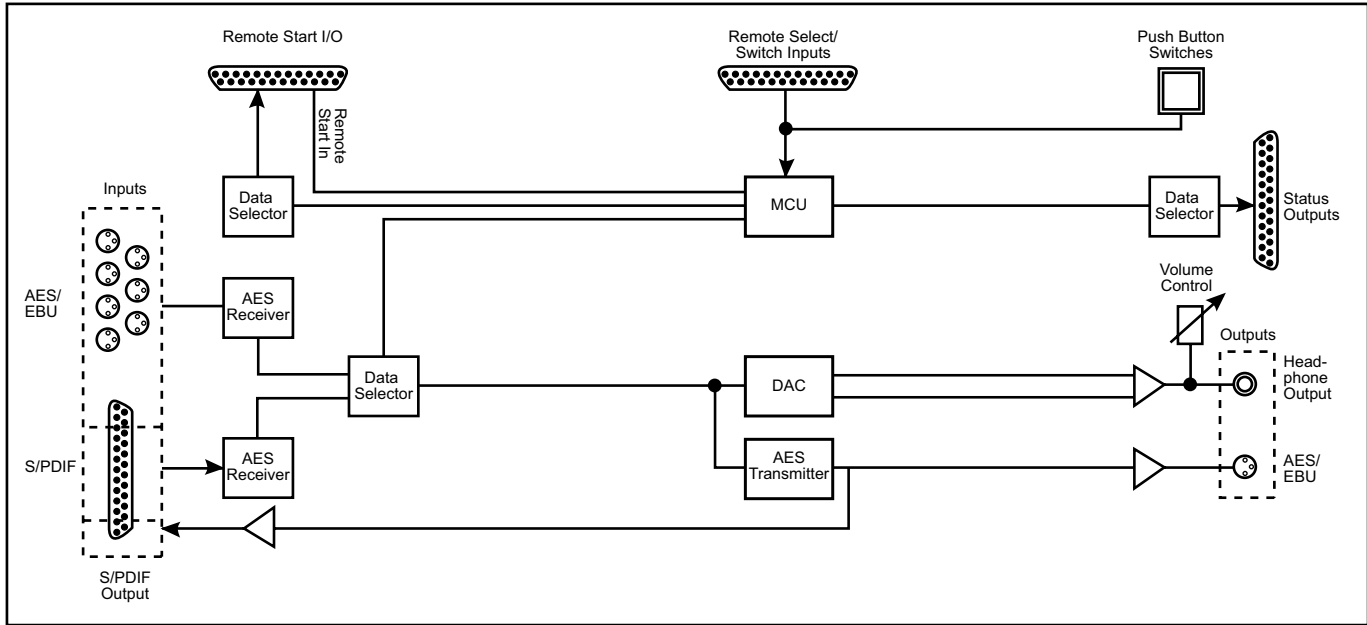 Remote Start I/O
Remote Select/
Switch Inputs
Push Button
Switches
Remote
Start In
Inputs
Data
Selector
MCU
Data
Selector
Status
Outputs
AES/
EBU
AES
Receiver
Volume
Control
Outputs
Data
Selector
DAC
Head-
phone
Output
S/PDIF
AES
Receiver
AES
Transmitter
AES/
EBU
S/PDIF
Output